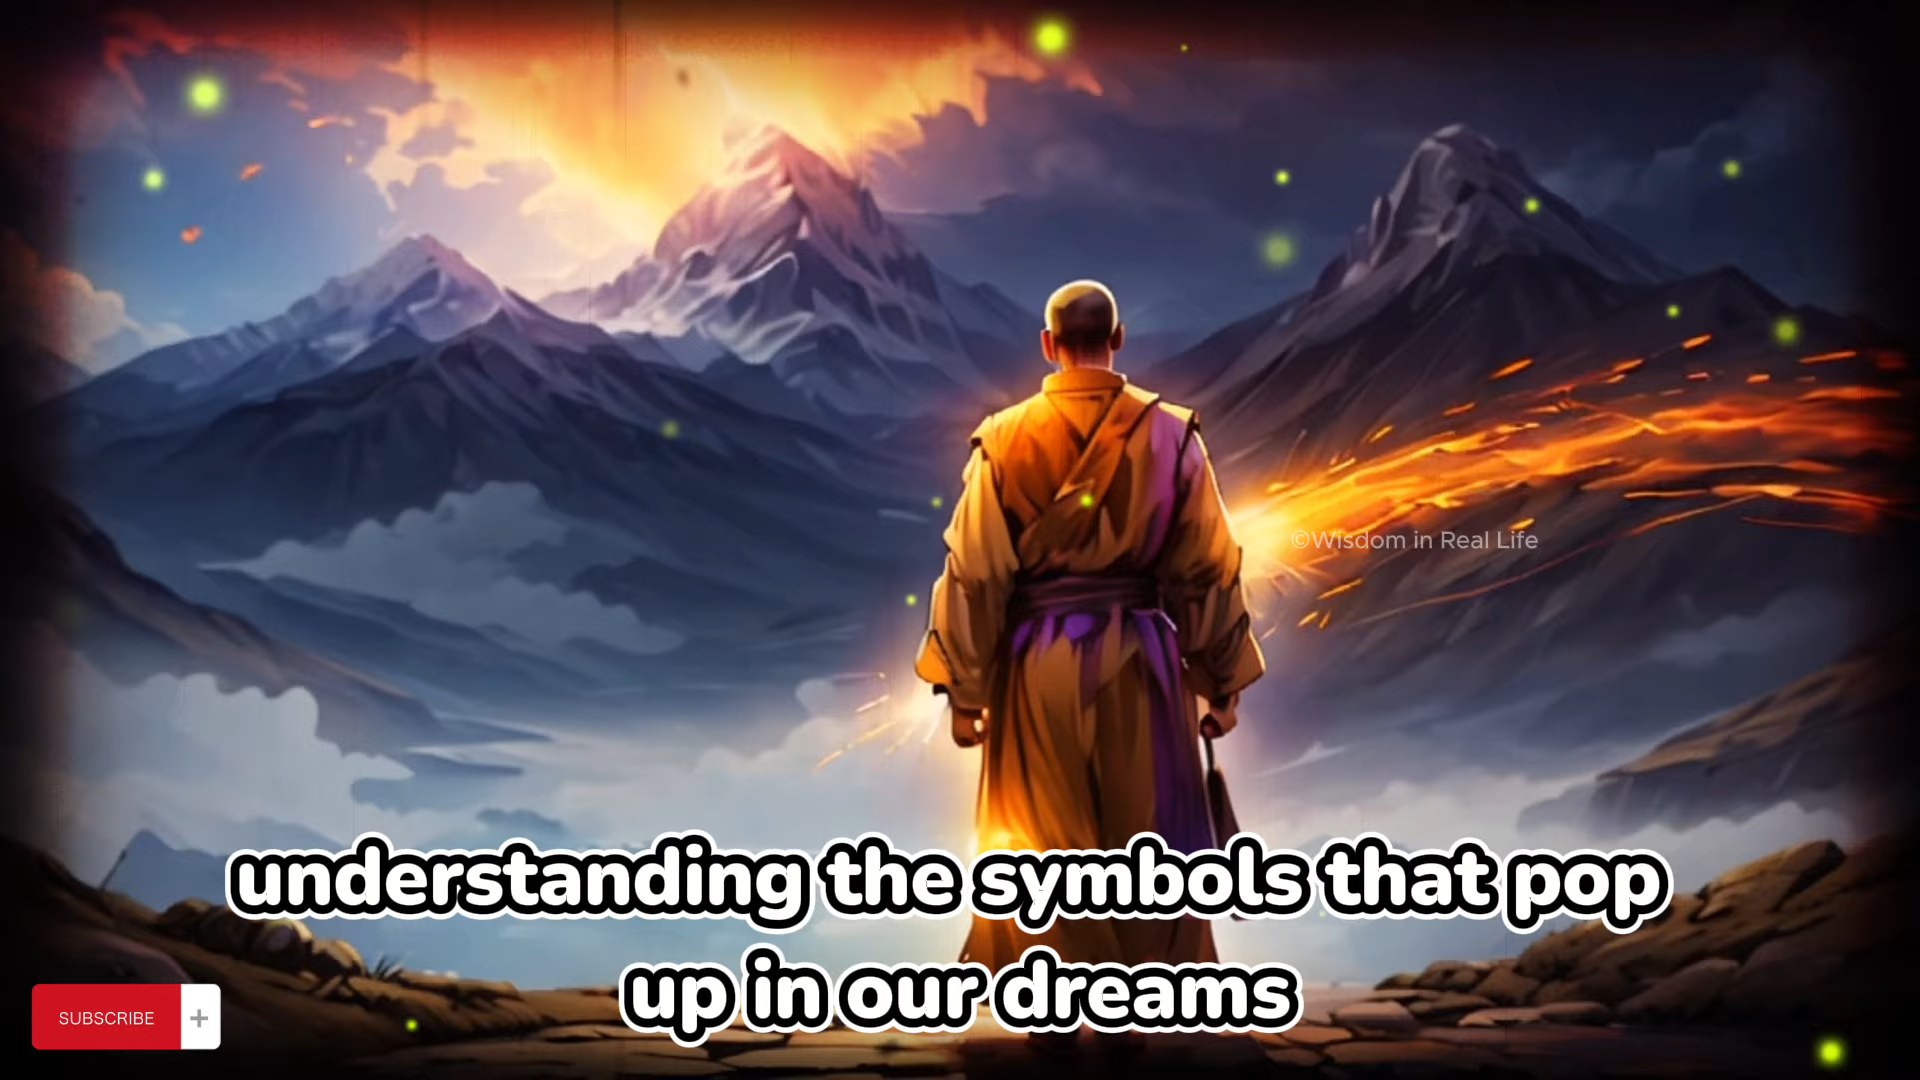 ©Wisdom in Real Life
understanding the symbols that pop
up in our dreams
SUBSCRIBE +